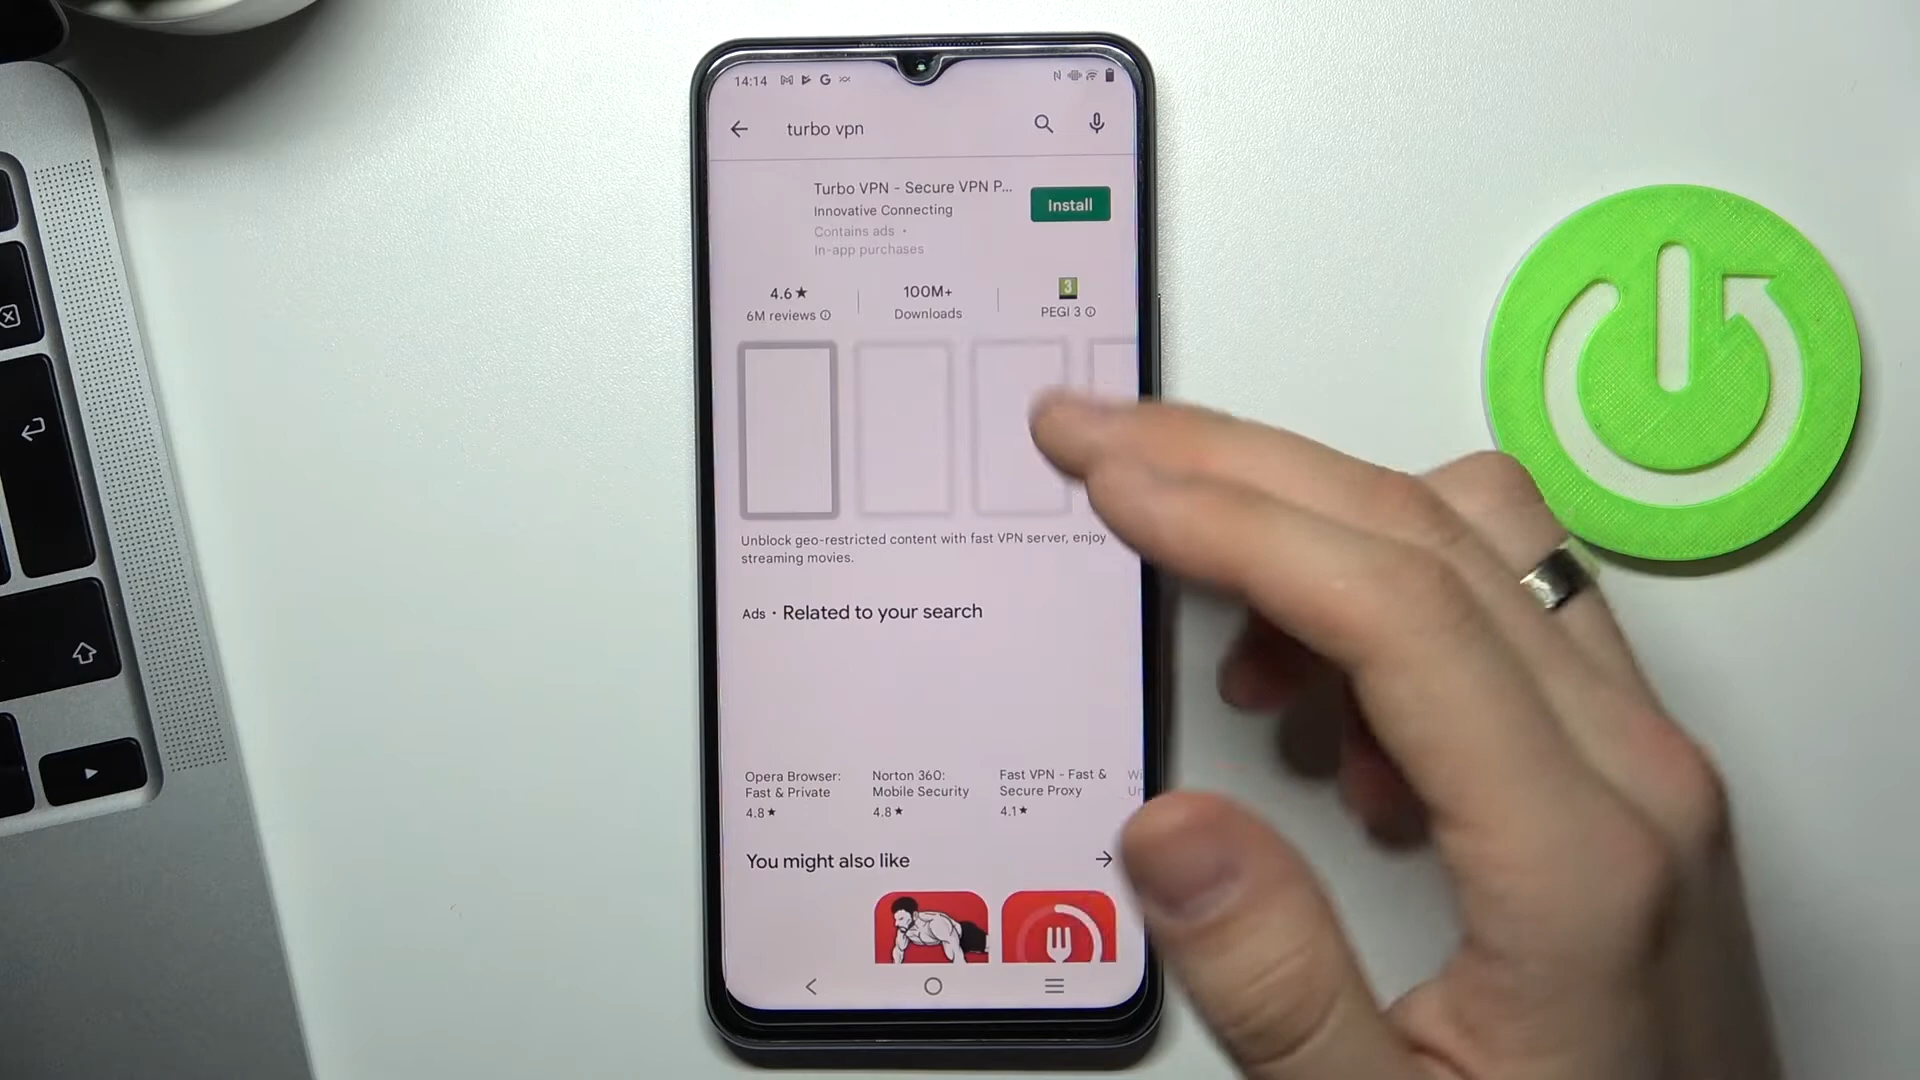 14:14
turbo vpn
Turbo VPN - Secure VPN P...
Innovative Connecting
Install
Contains ads •
In-app purchases
4.6★
100M+
3
6M reviews
Downloads
PEGI 3
Unblock geo-restricted content with fast VPN server, enjoy
streaming movies.
Ads • Related to your search
Opera Browser:
Fast & Private
4.8★
Norton 360:
Mobile Security
4.8★
Fast VPN - Fast &
Secure Proxy
4.1★
Wi
Un
You might also like